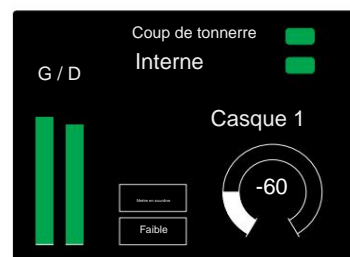 Coup de tonnerre
Interne
G / D
Casque 1
-60
Mettre en sourdine
Faible